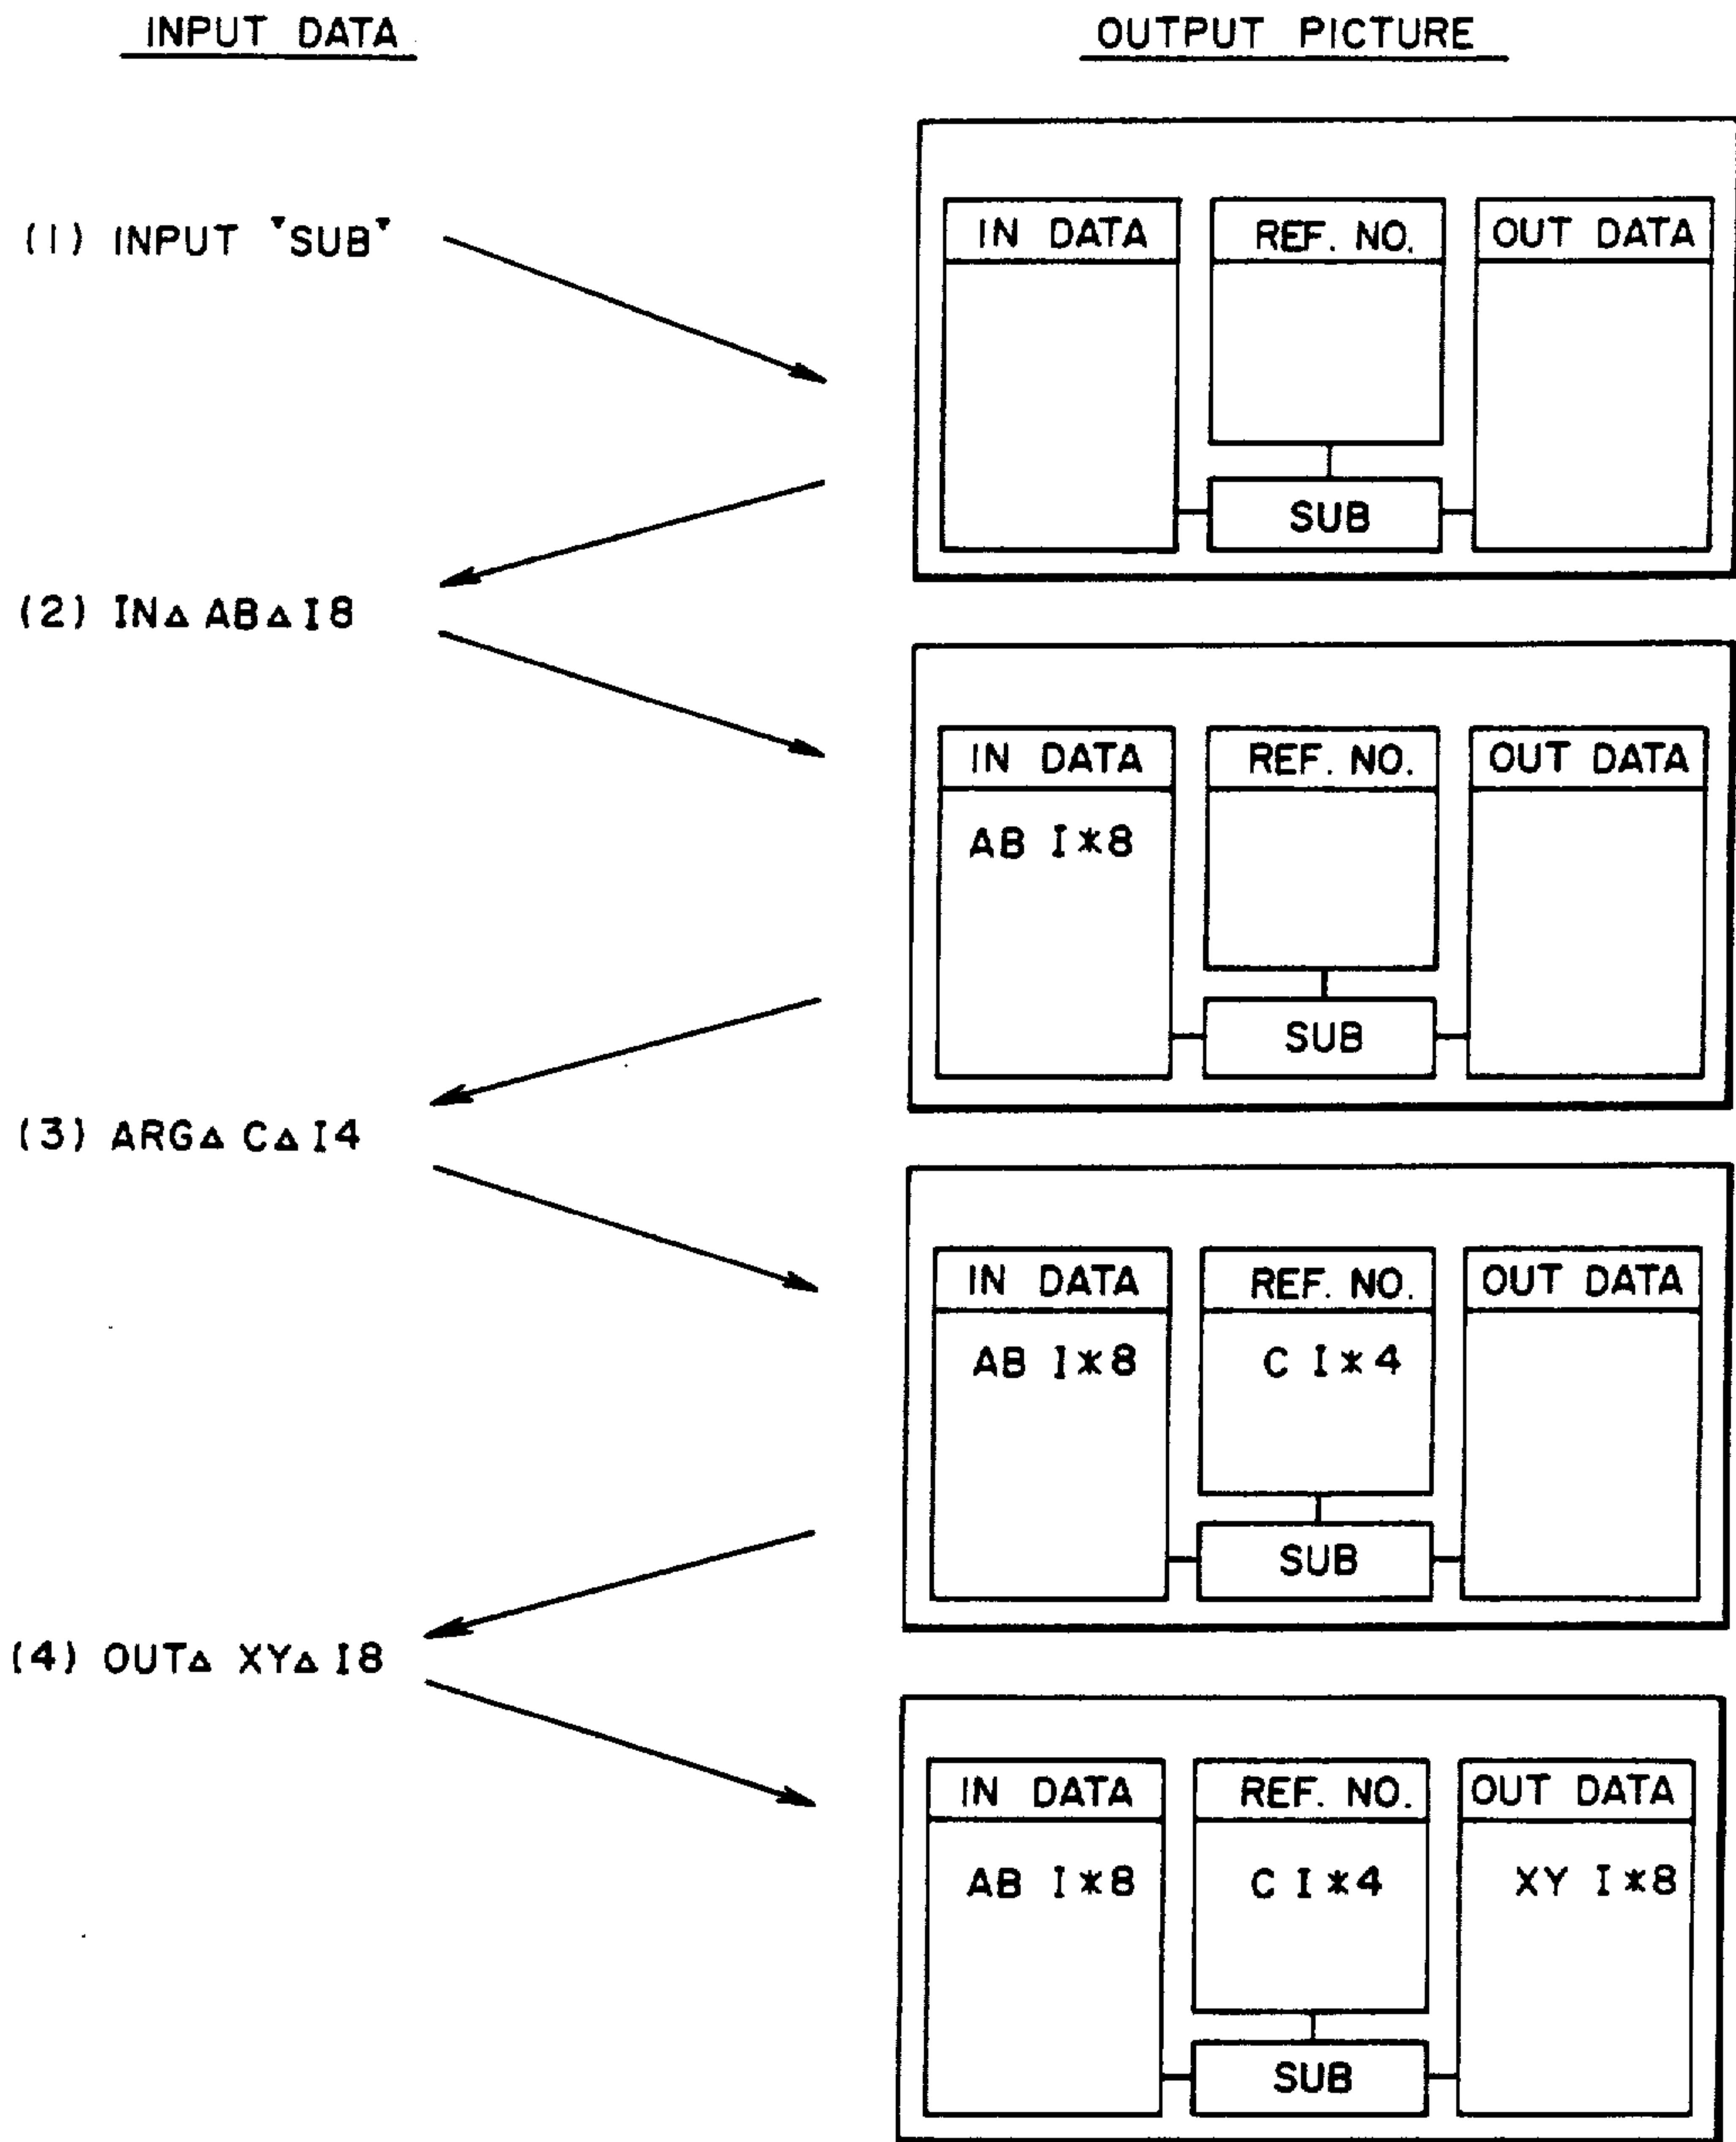 INPUT DATA
OUTPUT PICTURE
(1) INPUT "SUB"
IN DATA REF. NO. OUT DATA
SUB
(2) IN△ AB△ I8
IN DATA REF. NO. OUT DATA
AB I*8
SUB
(3) ARG△ C△ I4
IN DATA REF. NO. OUT DATA
AB I*8 C I*4
SUB
(4) OUT△ XY△ I8
IN DATA REF. NO. OUT DATA
AB I*8 C I*4 XY I*8
SUB